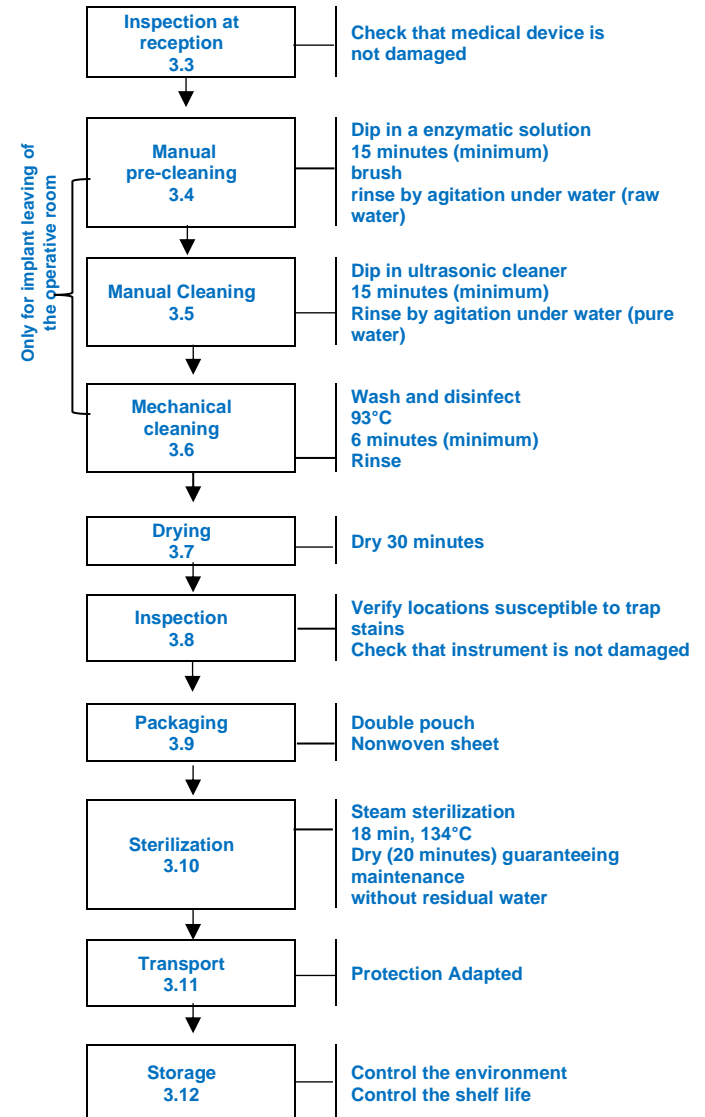 Inspection at
reception
3.3
Check that medical device is
not damaged
Only for implant leaving of
the operative room
Manual
pre-cleaning
3.4
Dip in a enzymatic solution
15 minutes (minimum)
brush
rinse by agitation under water (raw
water)
Manual Cleaning
3.5
Dip in ultrasonic cleaner
15 minutes (minimum)
Rinse by agitation under water (pure
water)
Mechanical
cleaning
3.6
Wash and disinfect
93°C
6 minutes (minimum)
Rinse
Drying
3.7
Dry 30 minutes
Inspection
3.8
Verify locations susceptible to trap
stains
Check that instrument is not damaged
Packaging
3.9
Double pouch
Nonwoven sheet
Sterilization
3.10
Steam sterilization
18 min, 134°C
Dry (20 minutes) guaranteeing
maintenance
without residual water
Transport
3.11
Protection Adapted
Storage
3.12
Control the environment
Control the shelf life